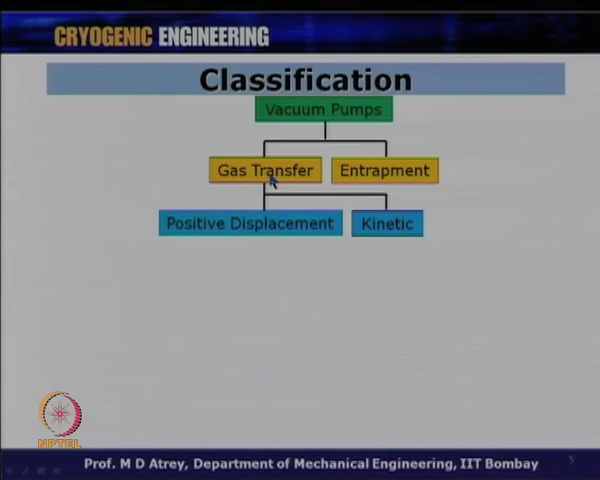 CRYOGENIC ENGINEERING
Classification
Vacuum Pumps
Gas Transfer
Entrapment
Positive Displacement
Kinetic
NPTEL
Prof. M D Atrey, Department of Mechanical Engineering, IIT Bombay
5